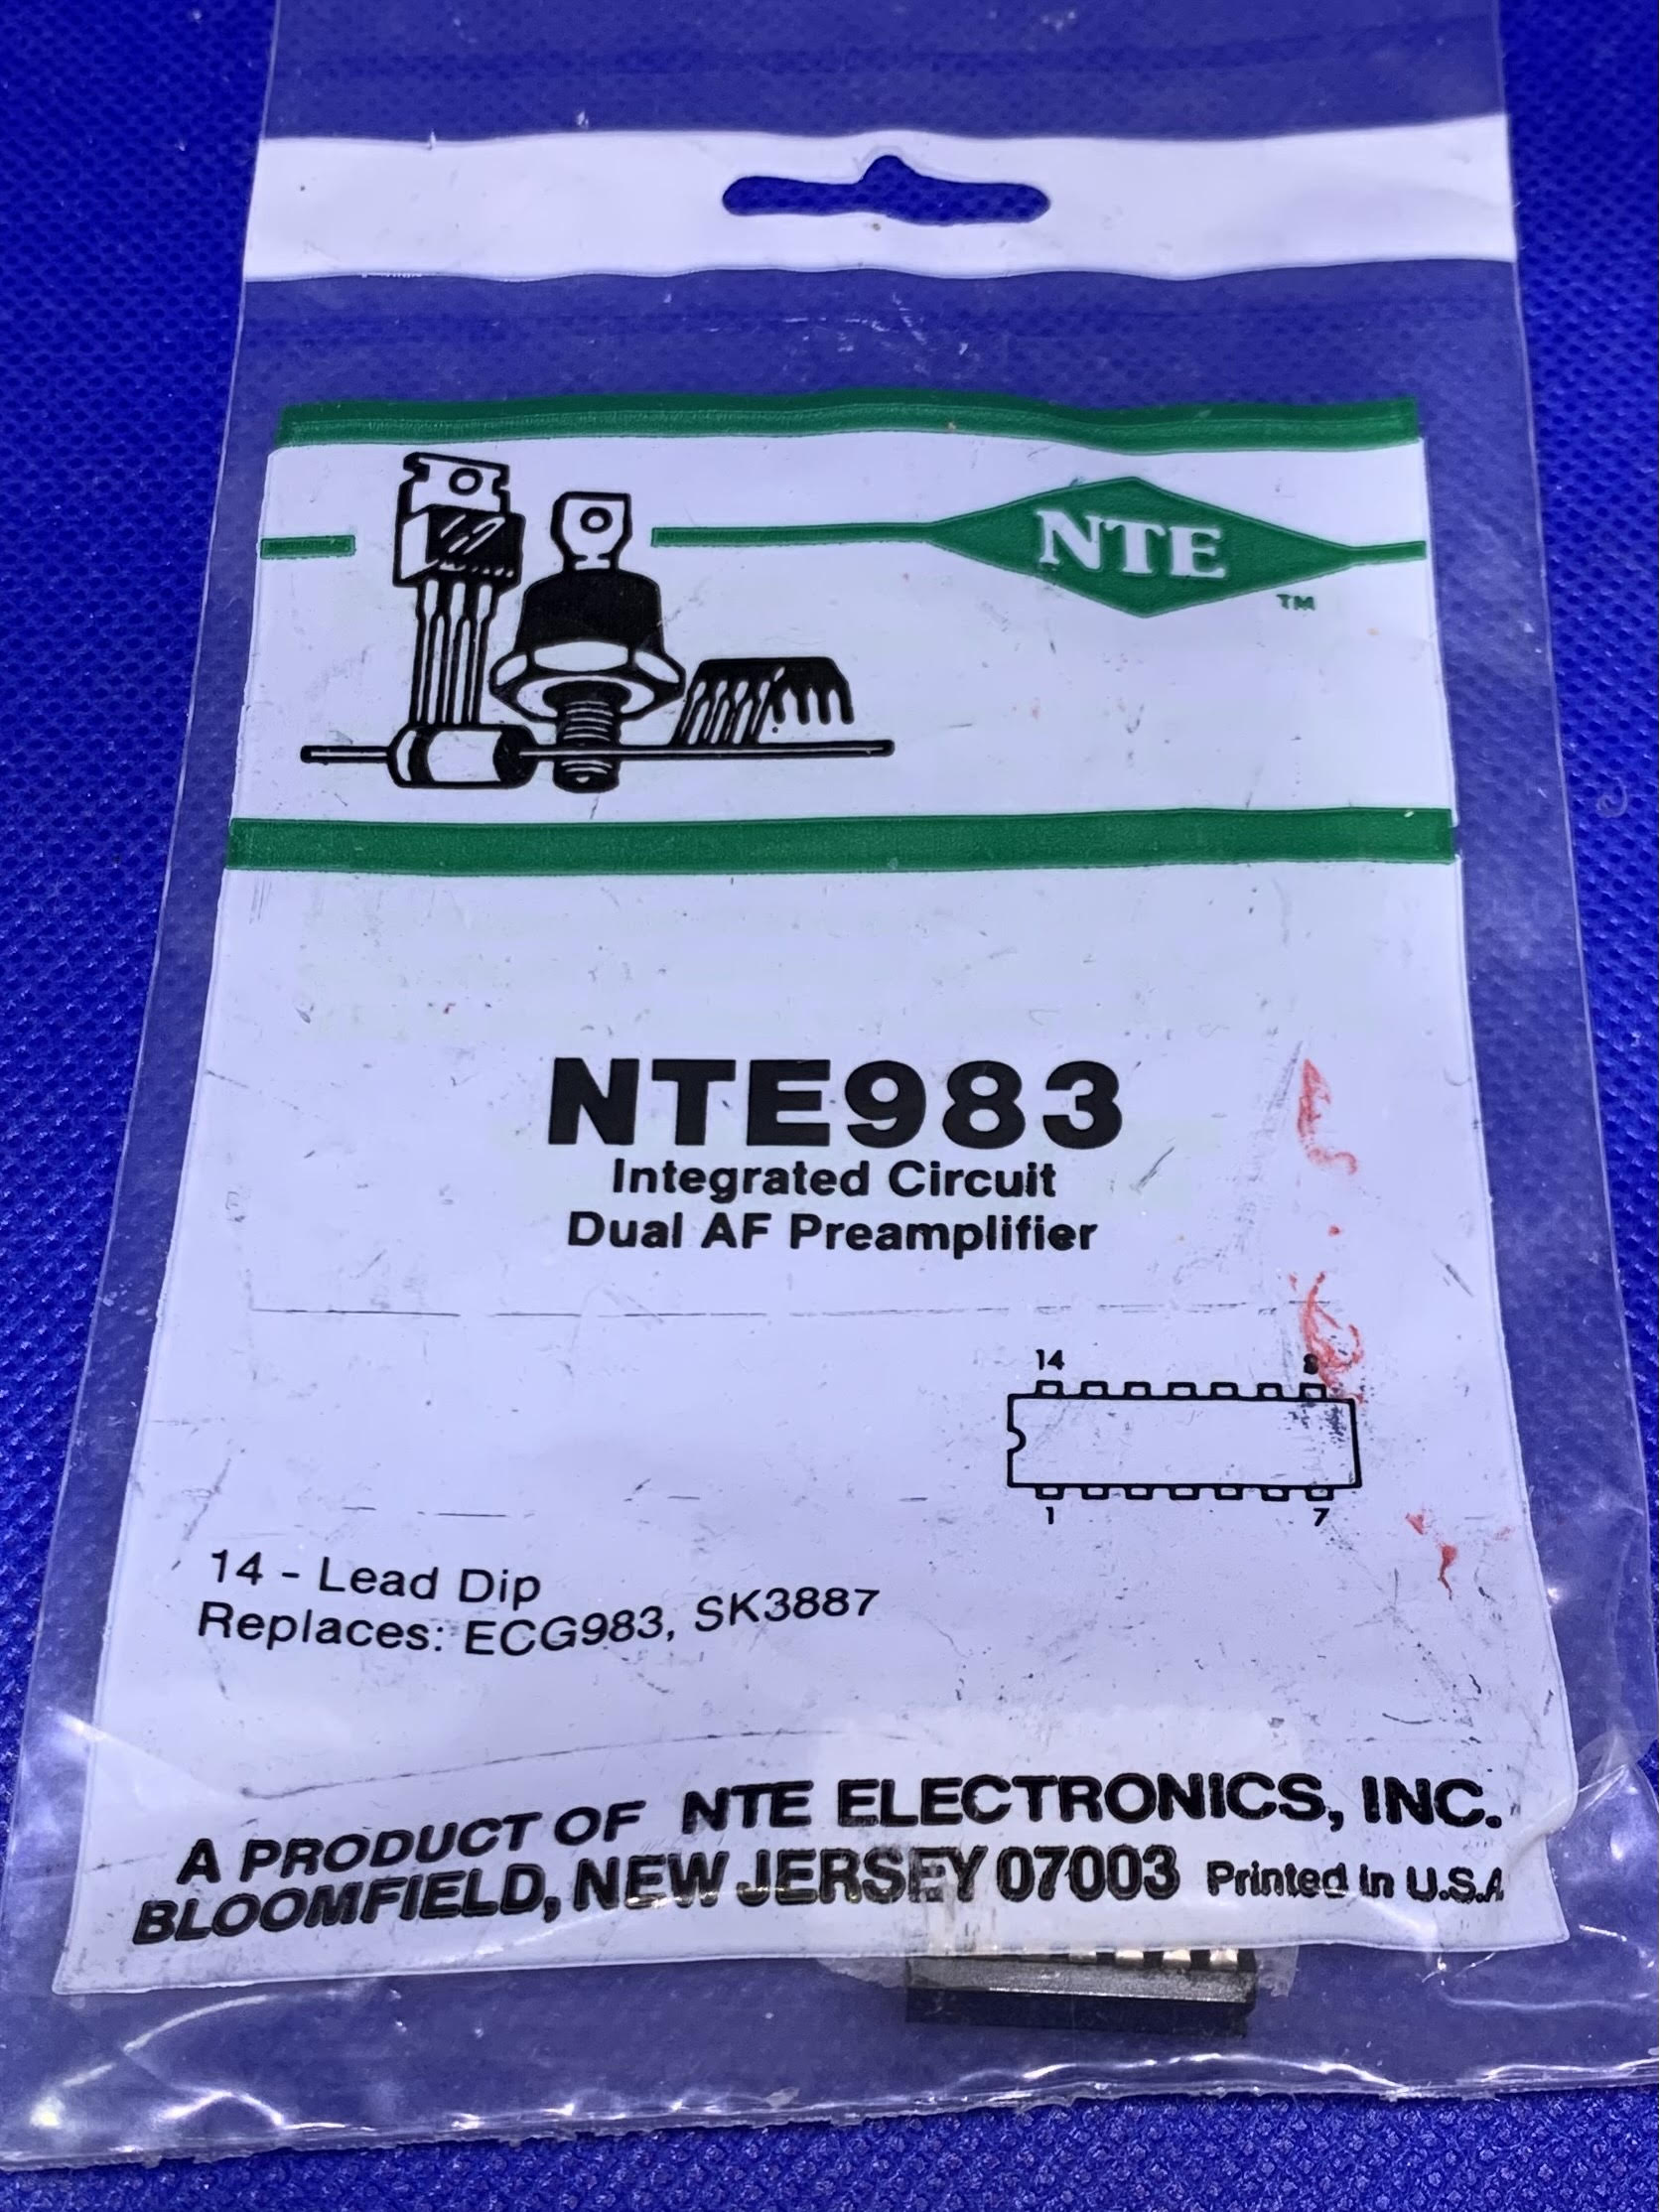 NTE
TM
NTE983
Integrated Circuit
Dual AF Preamplifier
14 8
1 7
14 - Lead Dip
Replaces: ECG983, SK3887
A PRODUCT OF NTE ELECTRONICS, INC.
BLOOMFIELD, NEW JERSEY 07003 Printed in U.S.A